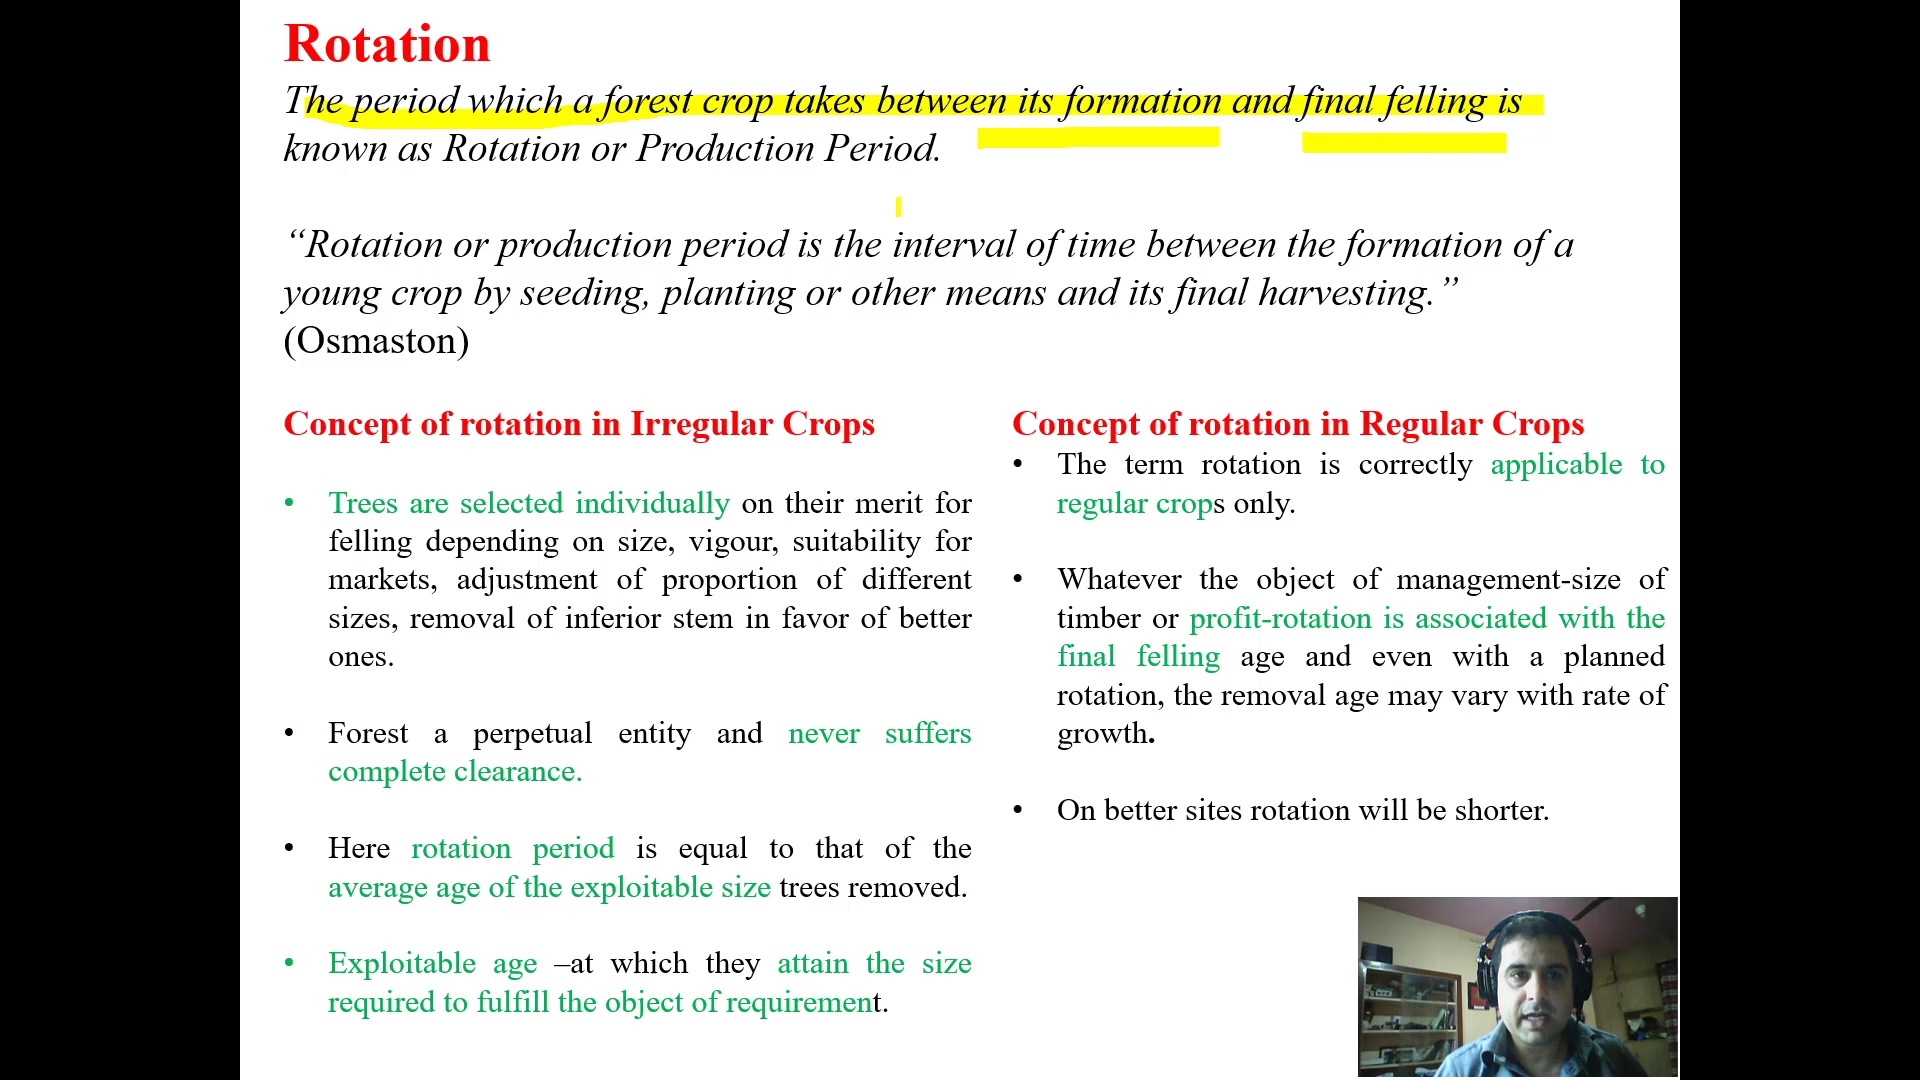 Rotation
The period which a forest crop takes between its formation and final felling is
known as Rotation or Production Period.
“Rotation or production period is the interval of time between the formation of a
young crop by seeding, planting or other means and its final harvesting.”
(Osmaston)
Concept of rotation in Irregular Crops
• Trees are selected individually on their merit for
felling depending on size, vigour, suitability for
markets, adjustment of proportion of different
sizes, removal of inferior stem in favor of better
ones.
• Forest a perpetual entity and never suffers
complete clearance.
• Here rotation period is equal to that of the
average age of the exploitable size trees removed.
• Exploitable age –at which they attain the size
required to fulfill the object of requirement.
Concept of rotation in Regular Crops
• The term rotation is correctly applicable to
regular crops only.
• Whatever the object of management-size of
timber or profit-rotation is associated with the
final felling age and even with a planned
rotation, the removal age may vary with rate of
growth.
• On better sites rotation will be shorter.